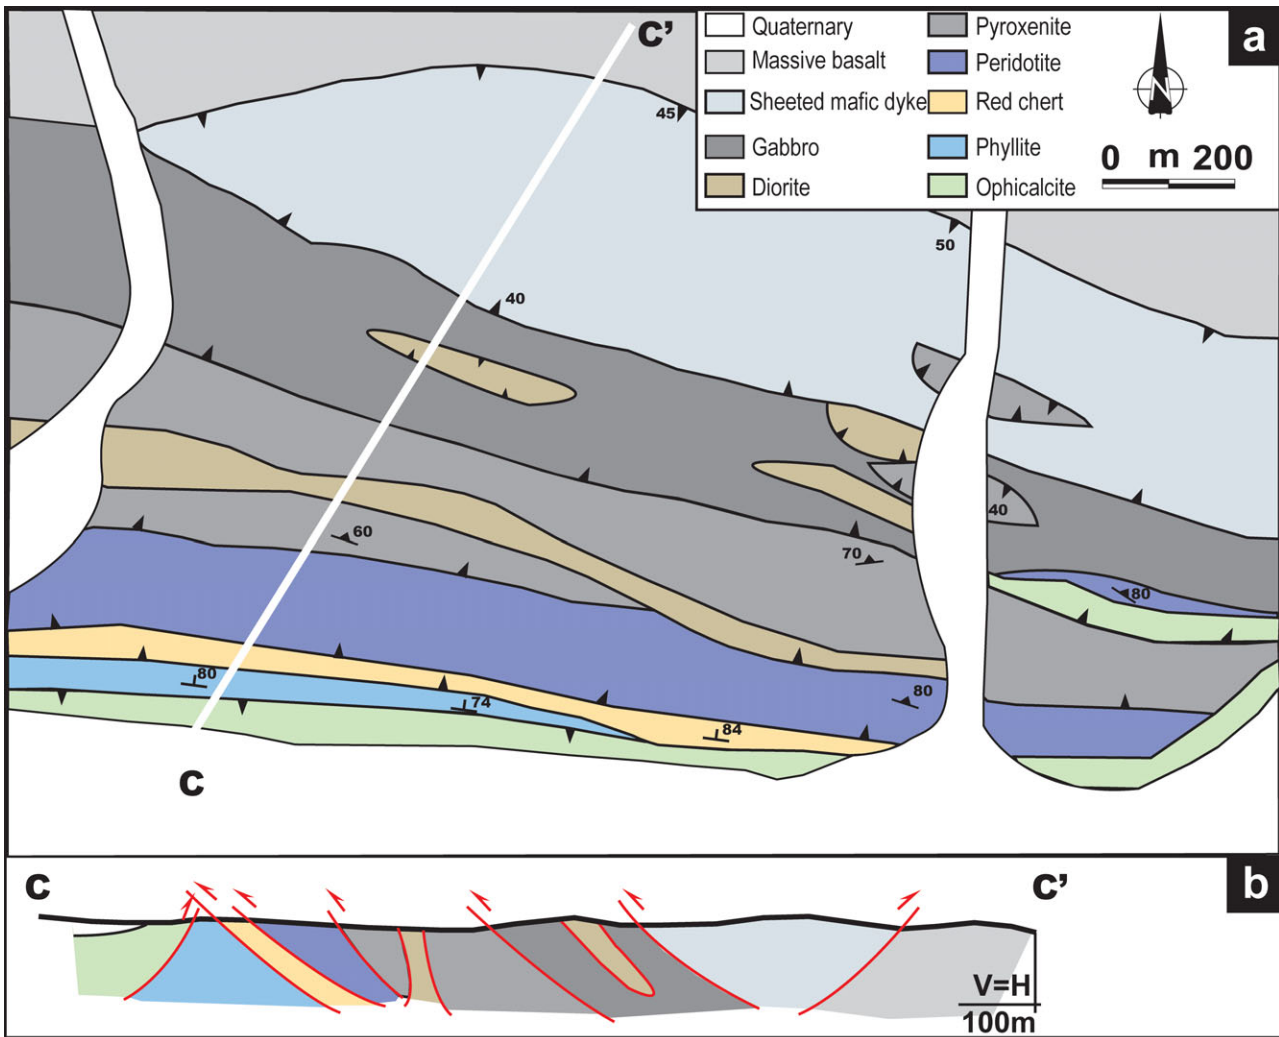 C'
a
Quaternary
Massive basalt
Sheeted mafic dyke
Gabbro
Diorite
Pyroxenite
Peridotite
Red chert
Phyllite
Ophicalcite
N
0 m 200
45
50
40
40
60
70
80
80
74
80
84
C
C
C'
b
V=H
100m